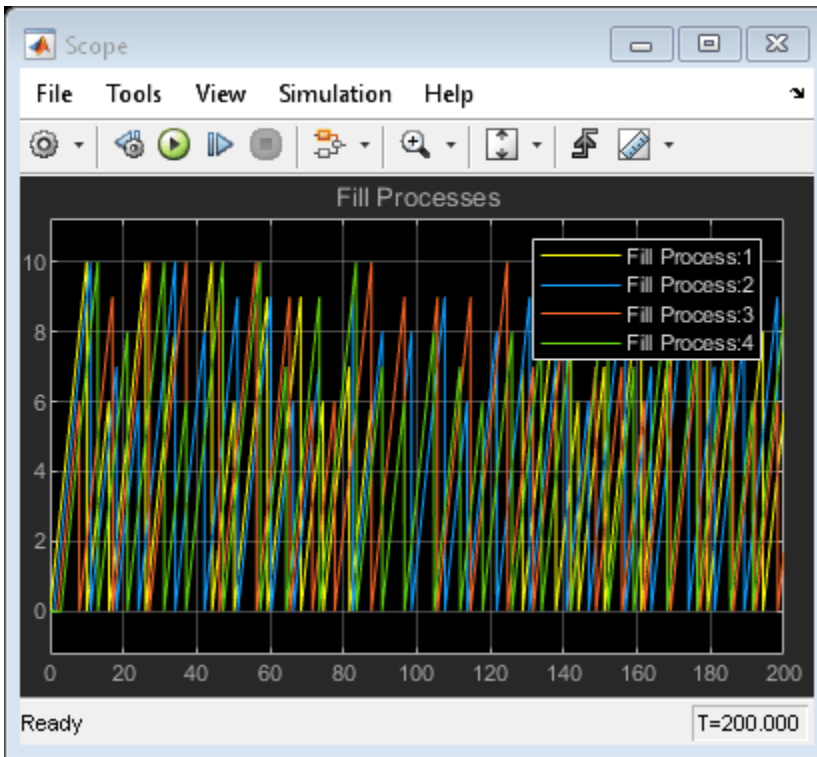 Scope
File Tools View Simulation Help
Fill Processes
Fill Process:1
Fill Process:2
Fill Process:3
Fill Process:4
10
8
6
4
2
0
0 20 40 60 80 100 120 140 160 180 200
Ready T=200.000